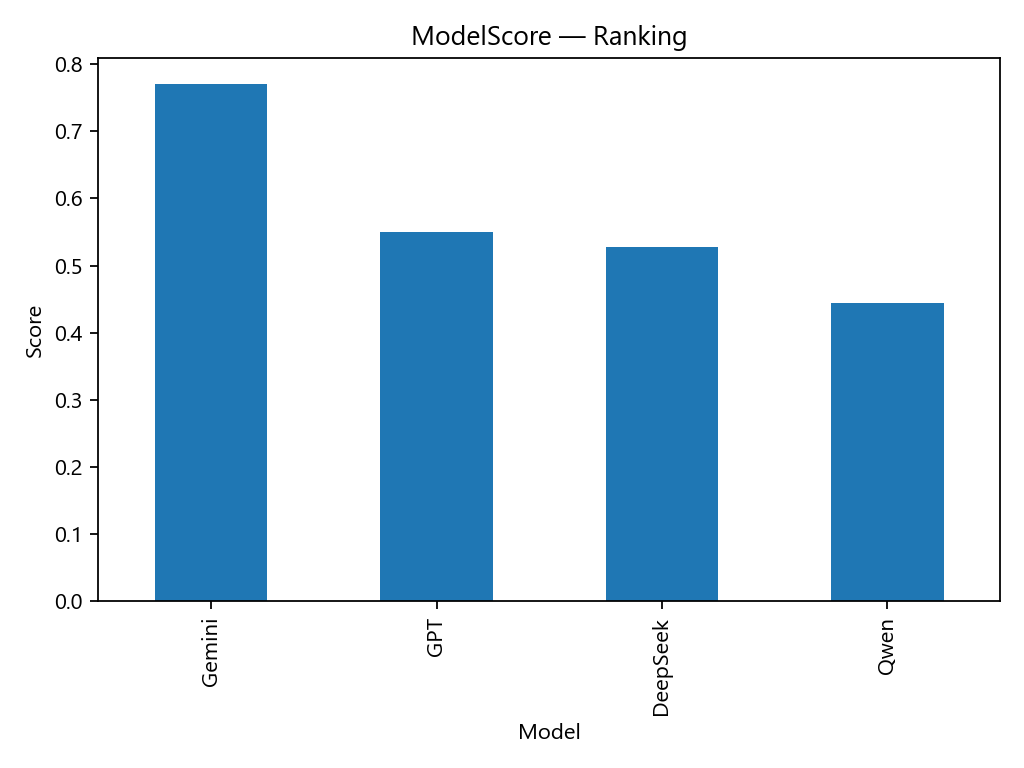 ModelScore — Ranking
Score
0.8
0.7
0.6
0.5
0.4
0.3
0.2
0.1
0.0
Gemini
GPT
DeepSeek
Qwen
Model